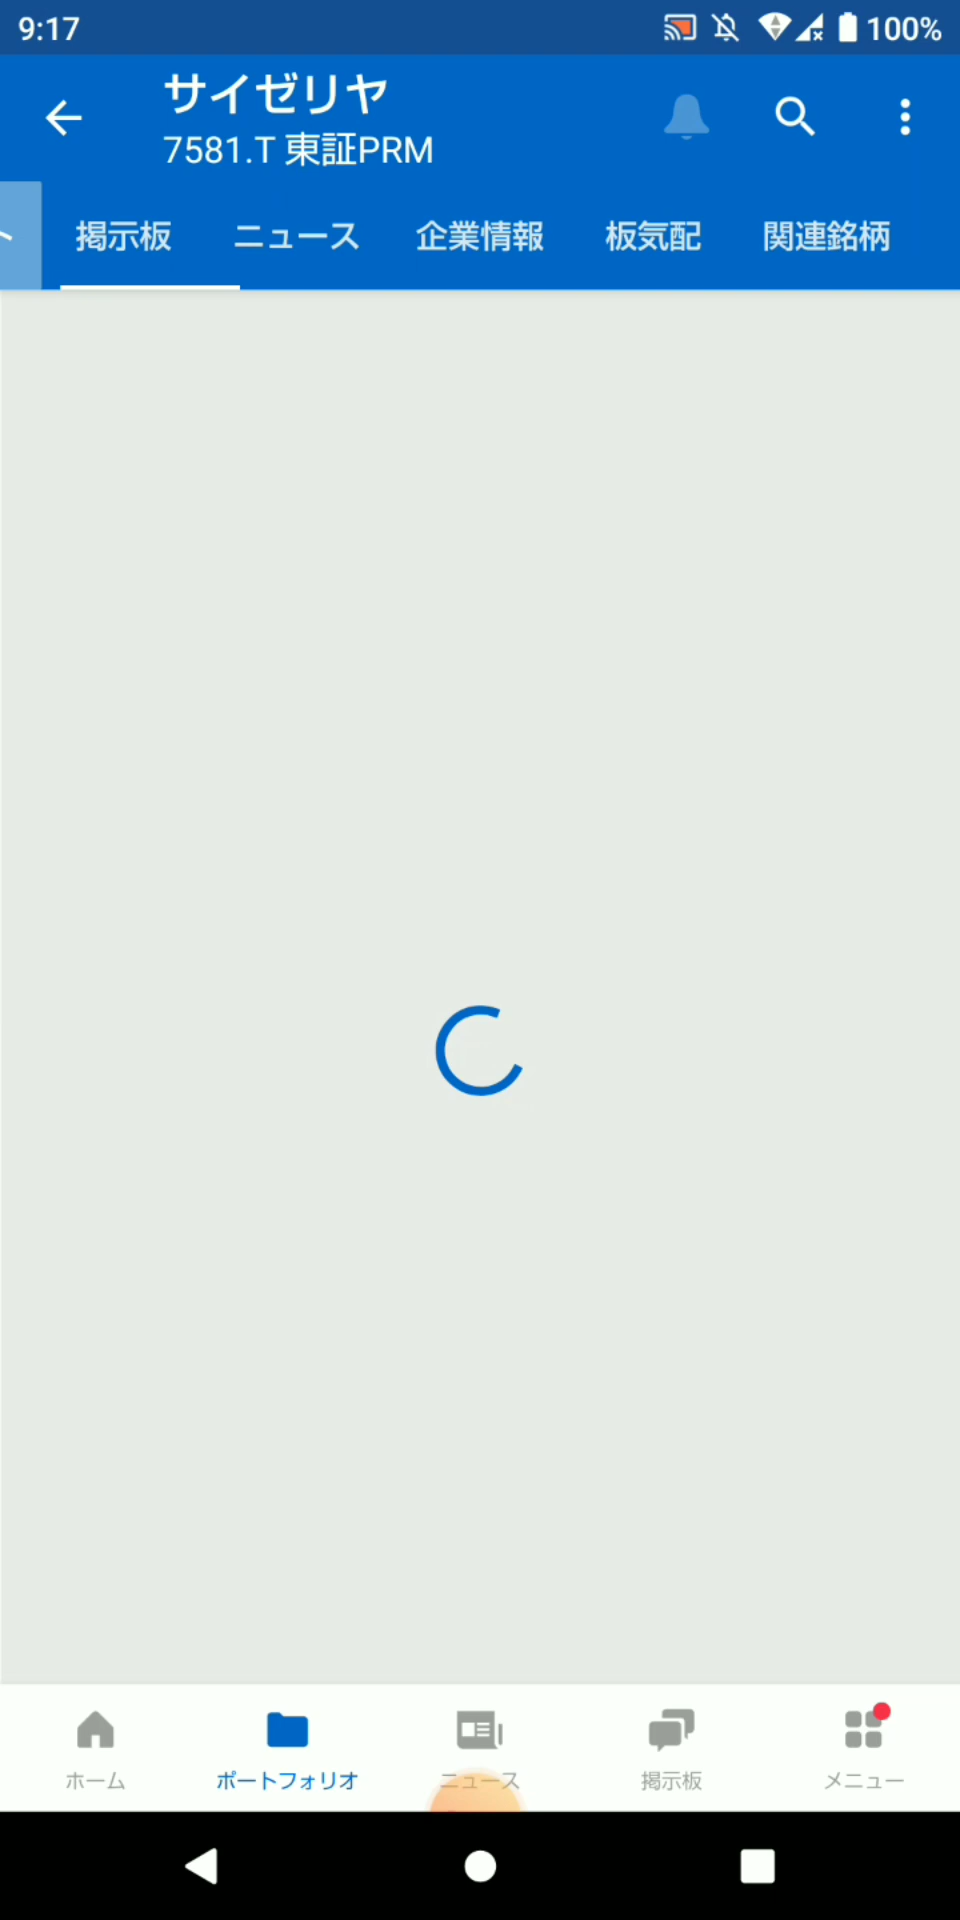 9:17
100%
サイゼリヤ
7581.T 東証PRM
掲示板 ニュース 企業情報 板気配 関連銘柄
ホーム ポートフォリオ ニュース 掲示板 メニュー